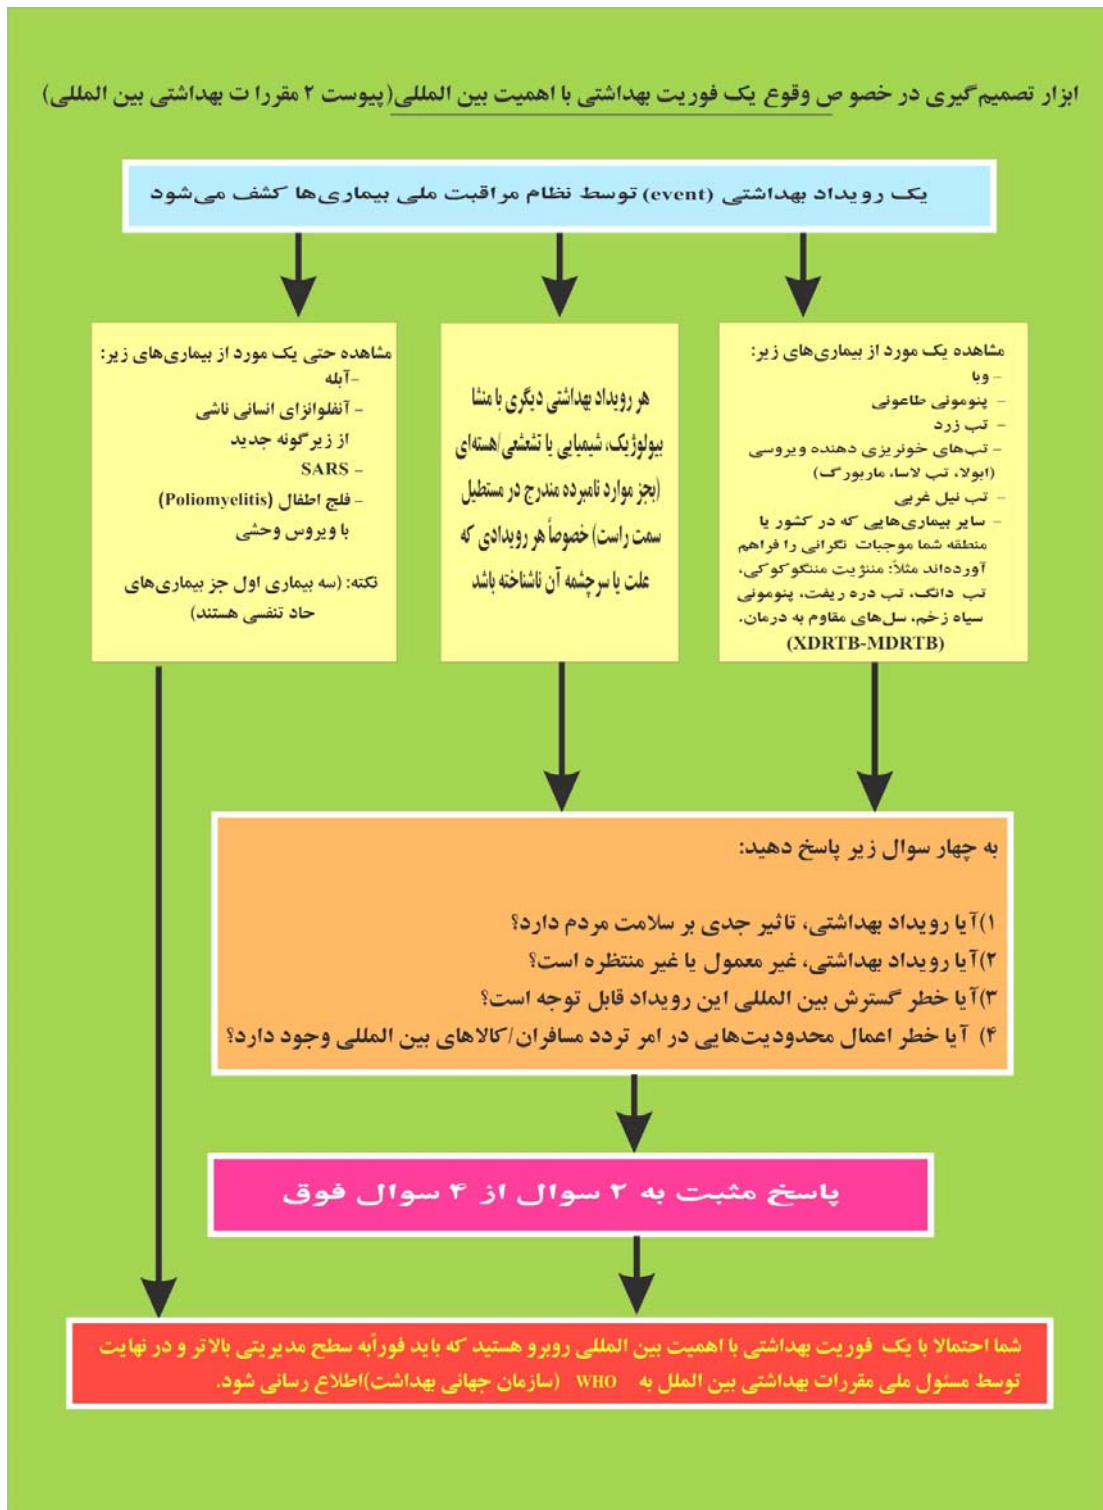 ابزار تصمیم‌گیری در خصو ص وقوع یک فوریت بهداشتی با اهمیت بین المللی(پیوست ۲ مقررا ت بهداشتی بین المللی)
یک رویداد بهداشتی (event) توسط نظام مراقبت ملی بیماری‌ها کشف می‌شود
مشاهده یک مورد از بیماری‌های زیر:
- وبا
- پنومونی طاعونی
- تب زرد
- تب‌های خونریزی دهنده ویروسی
(ابولا، تب لاسا، ماربورگ)
- تب نیل غربی
- سایر بیماری‌هایی که در کشور یا
منطقه شما موجبات نگرانی را فراهم
آورده‌اند مثلاً: مننژیت مننگوکوکی،
تب دانگ، تب دره ریفت، پنومونی
سیاه زخم، سل‌های مقاوم به درمان.
(XDRTB-MDRTB)
هر رویداد بهداشتی دیگری با منشا
بیولوژیک، شیمیایی یا تشعشعی/هسته‌ای
(بجز موارد نامبرده مندرج در مستطیل
سمت راست) خصوصاً هر رویدادی که
علت یا سرچشمه آن ناشناخته باشد
مشاهده حتی یک مورد از بیماری‌های زیر:
-آبله
- آنفلوانزای انسانی ناشی
از زیرگونه جدید
- SARS
- فلج اطفال (Poliomyelitis)
با ویروس وحشی
نکته: (سه بیماری اول جز بیماری‌های
حاد تنفسی هستند)
به چهار سوال زیر پاسخ دهید:
۱)آیا رویداد بهداشتی، تاثیر جدی بر سلامت مردم دارد؟
۲)آیا رویداد بهداشتی، غیر معمول یا غیر منتظره است؟
۳)آیا خطر گسترش بین المللی این رویداد قابل توجه است؟
۴) آیا خطر اعمال محدودیت‌هایی در امر تردد مسافران/کالاهای بین المللی وجود دارد؟
پاسخ مثبت به ۲ سوال از ۴ سوال فوق
شما احتمالا با یک فوریت بهداشتی با اهمیت بین المللی روبرو هستید که باید فوراًبه سطح مدیریتی بالاتر و در نهایت
توسط مسئول ملی مقررات بهداشتی بین الملل به WHO (سازمان جهانی بهداشت)اطلاع رسانی شود.